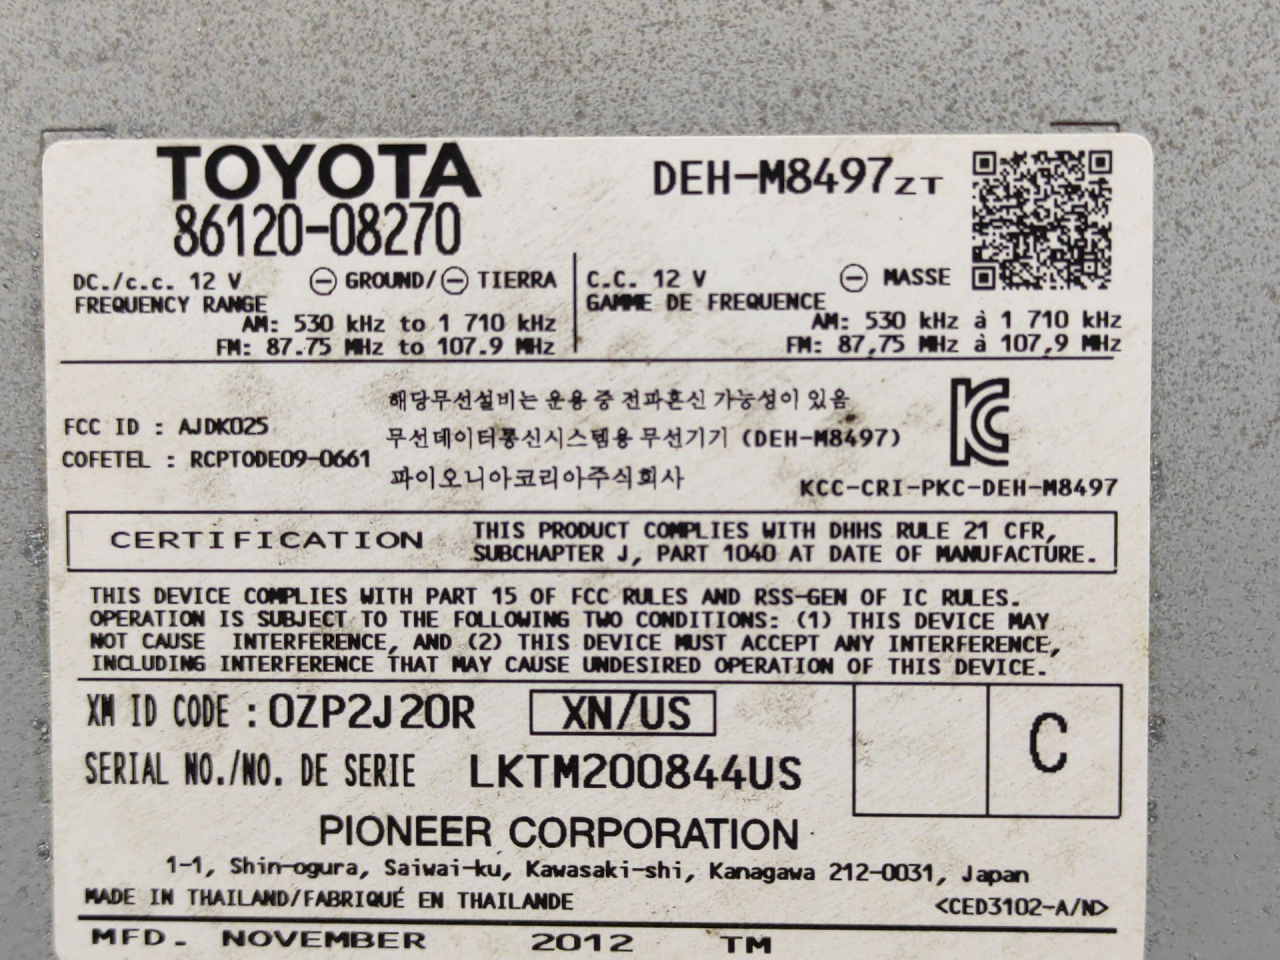 TOYOTA
86120-08270
DEH-M8497ZT
DC./c.c. 12 V ⊖ GROUND/⊖ TIERRA
FREQUENCY RANGE
AM: 530 kHz to 1 710 kHz
FM: 87.75 MHz to 107.9 MHz
C.C. 12 V ⊖ MASSE
GAMME DE FREQUENCE
AM: 530 kHz à 1 710 kHz
FM: 87,75 MHz à 107,9 MHz
FCC ID : AJDK025
COFETEL : RCPTODE09-0661
해당무선설비는 운용 중 전파혼신 가능성이 있음
무선데이터통신시스템용 무선기기 (DEH-M8497)
파이오니아코리아주식회사
KCC-CRI-PKC-DEH-M8497
CERTIFICATION
THIS PRODUCT COMPLIES WITH DHHS RULE 21 CFR,
SUBCHAPTER J, PART 1040 AT DATE OF MANUFACTURE.
THIS DEVICE COMPLIES WITH PART 15 OF FCC RULES AND RSS-GEN OF IC RULES.
OPERATION IS SUBJECT TO THE FOLLOWING TWO CONDITIONS: (1) THIS DEVICE MAY
NOT CAUSE INTERFERENCE, AND (2) THIS DEVICE MUST ACCEPT ANY INTERFERENCE,
INCLUDING INTERFERENCE THAT MAY CAUSE UNDESIRED OPERATION OF THIS DEVICE.
XM ID CODE : 0ZP2J20R XN/US
C
SERIAL NO./NO. DE SERIE LKTM200844US
PIONEER CORPORATION
1-1, Shin-ogura, Saiwai-ku, Kawasaki-shi, Kanagawa 212-0031, Japan
MADE IN THAILAND/FABRIQUÉ EN THAILANDE <CED3102-A/N>
MFD. NOVEMBER 2012 TM